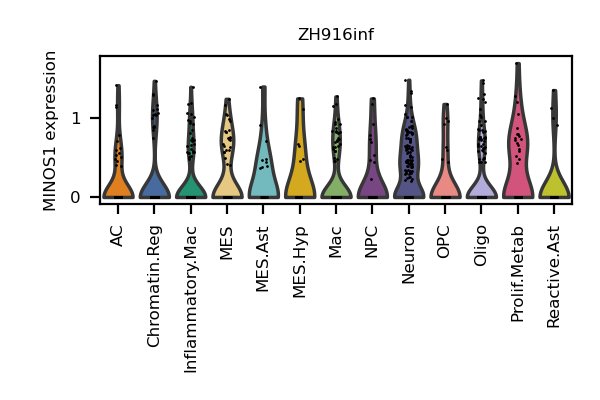 ZH916inf
MINOS1 expression
1
0
AC
Chromatin.Reg
Inflammatory.Mac
MES
MES.Ast
MES.Hyp
Mac
NPC
Neuron
OPC
Oligo
Prolif.Metab
Reactive.Ast